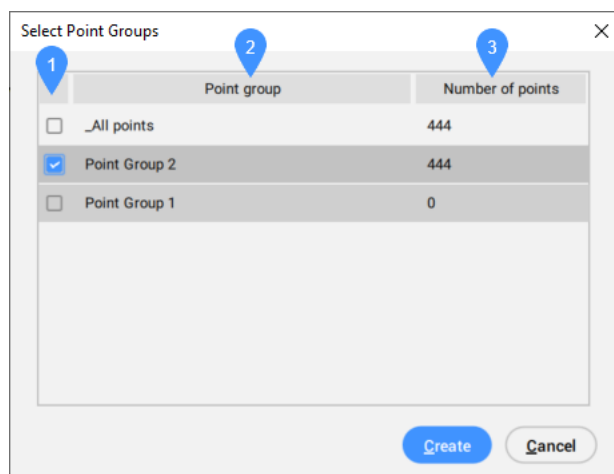 Select Point Groups
1
2
3
Point group Number of points
_All points 444
Point Group 2 444
Point Group 1 0
Create Cancel